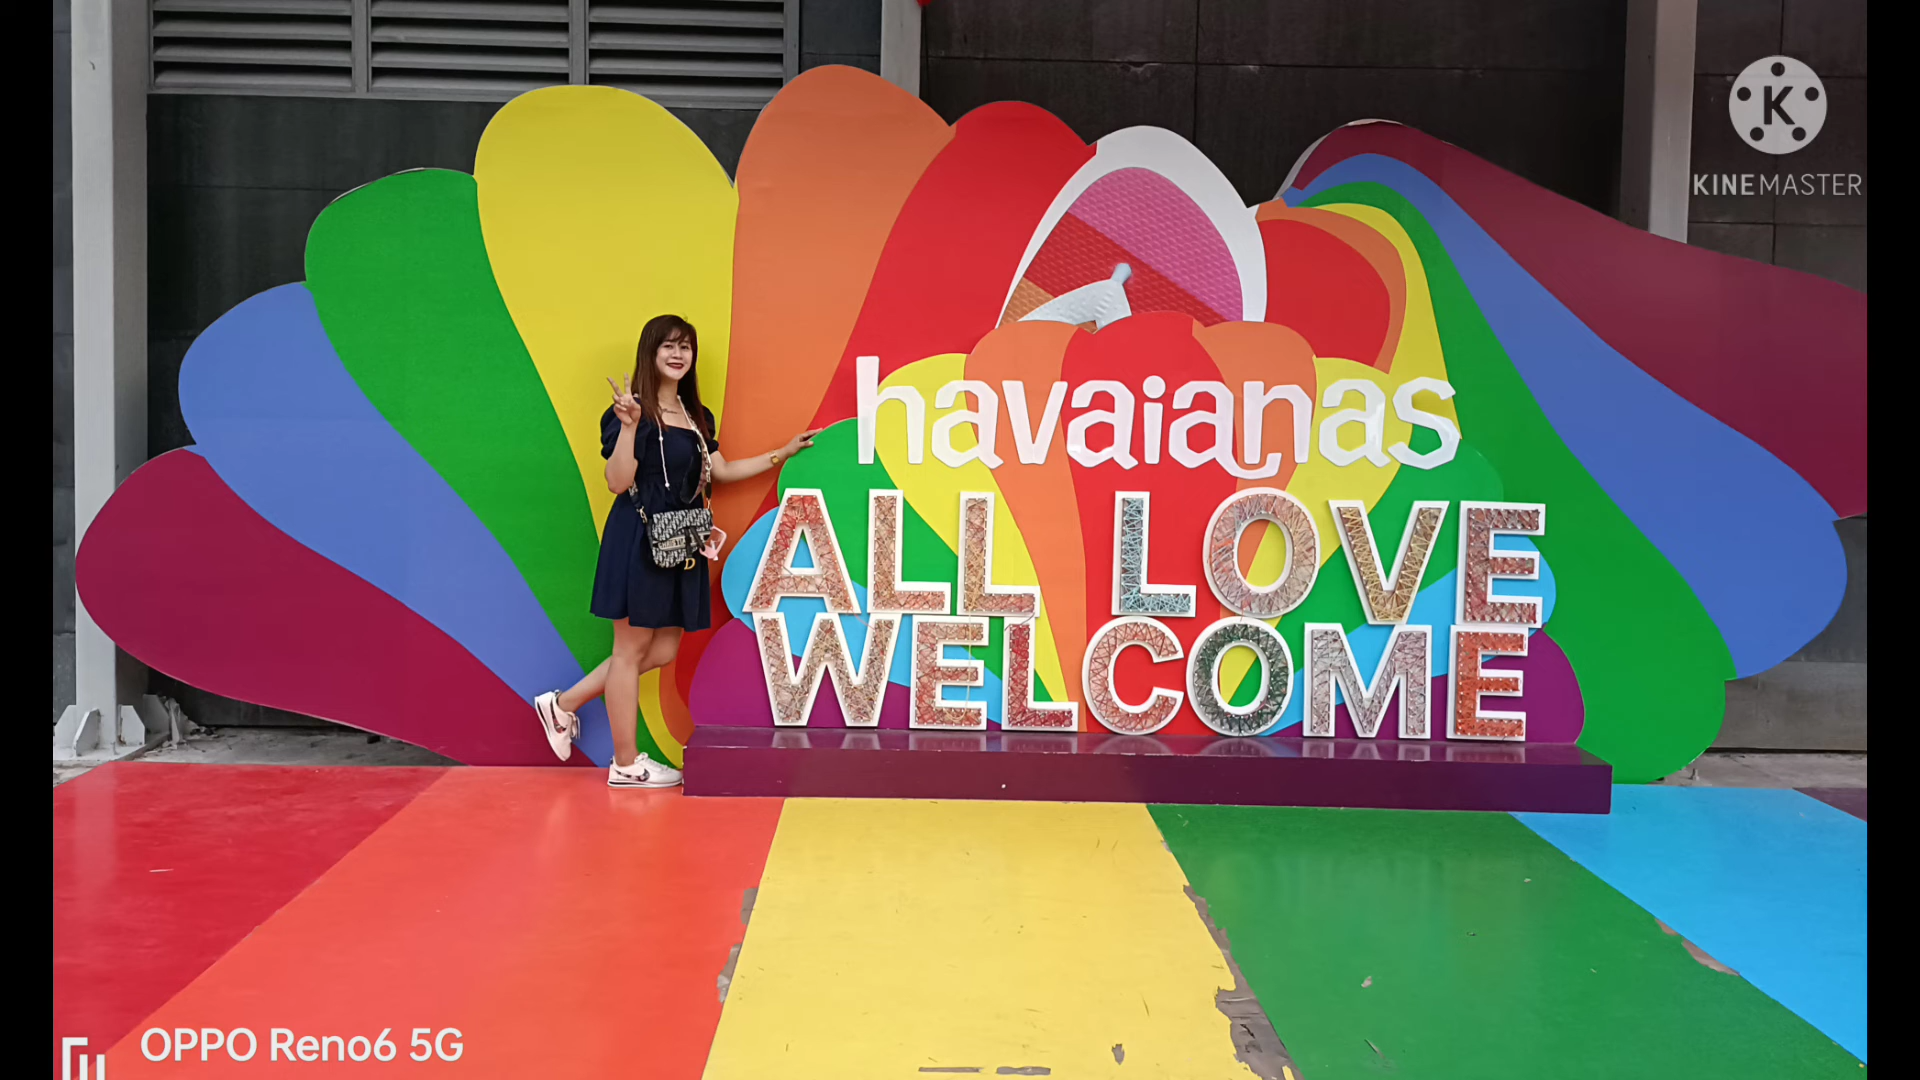 K
KINEMASTER
havaianas
ALL LOVE
WELCOME
D
OPPO Reno6 5G